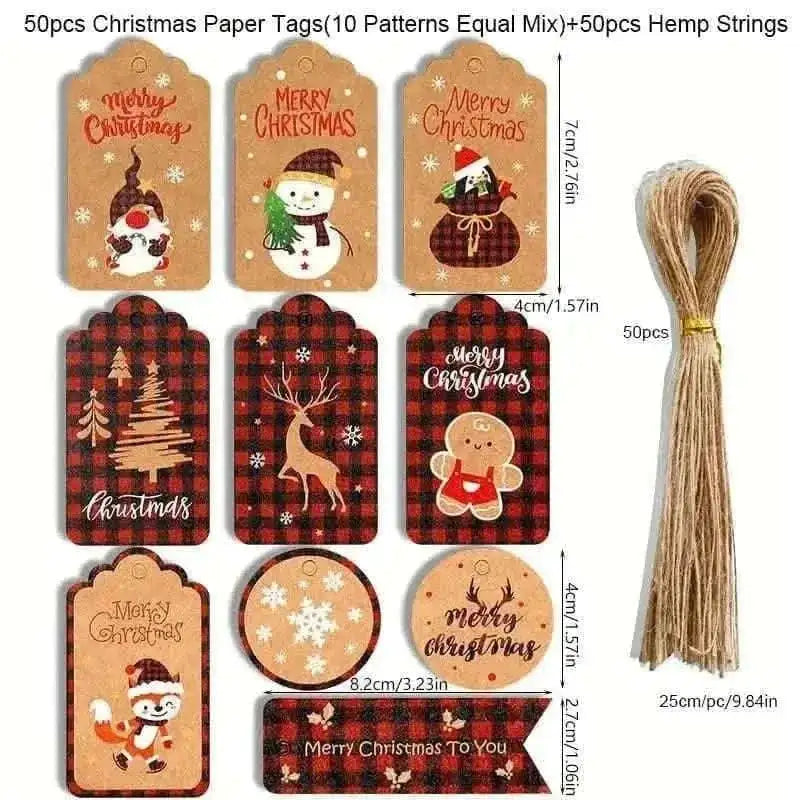 50pcs Christmas Paper Tags(10 Patterns Equal Mix)+50pcs Hemp Strings
Merry
Christmas
MERRY
CHRISTMAS
Merry
Christmas
7cm/2.76in
4cm/1.57in
50pcs
Christmas
Merry
Christmas
Merry
Christmas
Merry
Christmas
4cm/1.57in
8.2cm/3.23in
25cm/pc/9.84in
Merry Christmas To You
2.7cm/1.06in